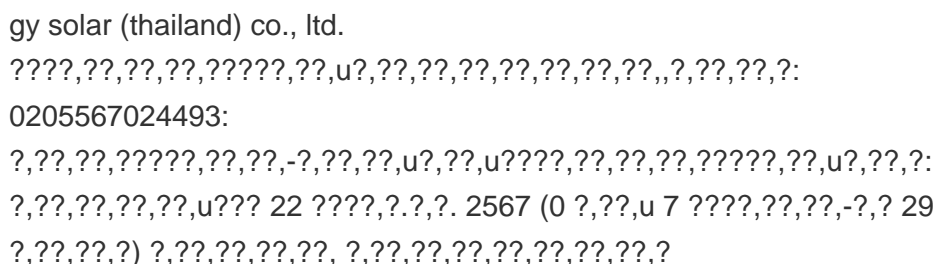 gy solar (thailand) co., ltd.
????,??,??,??,?????,??,u?,??,??,??,??,??,??,??,,?,??,??,?:
0205567024493:
?,??,??,?????,??,??,-?,??,??,u?,??,u????,??,??,??,?????,??,u?,??,?:
?,??,??,??,??,u??? 22 ????,?.?,?. 2567 (0 ?,??,u 7 ????,??,??,-?,? 29
?,??,??,?) ?,??,??,??,??, ?,??,??,??,??,??,??,??,?